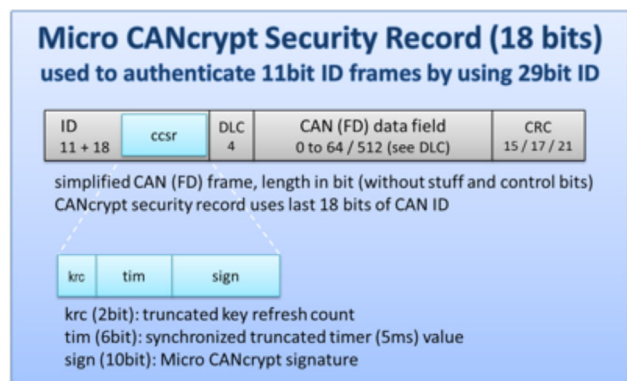 Micro CANcrypt Security Record (18 bits)
used to authenticate 11bit ID frames by using 29bit ID
ID
11 + 18
ccsr
DLC
4
CAN (FD) data field
0 to 64 / 512 (see DLC)
CRC
15 / 17 / 21
simplified CAN (FD) frame, length in bit (without stuff and control bits)
CANcrypt security record uses last 18 bits of CAN ID
krc
tim
sign
krc (2bit): truncated key refresh count
tim (6bit): synchronized truncated timer (5ms) value
sign (10bit): Micro CANcrypt signature